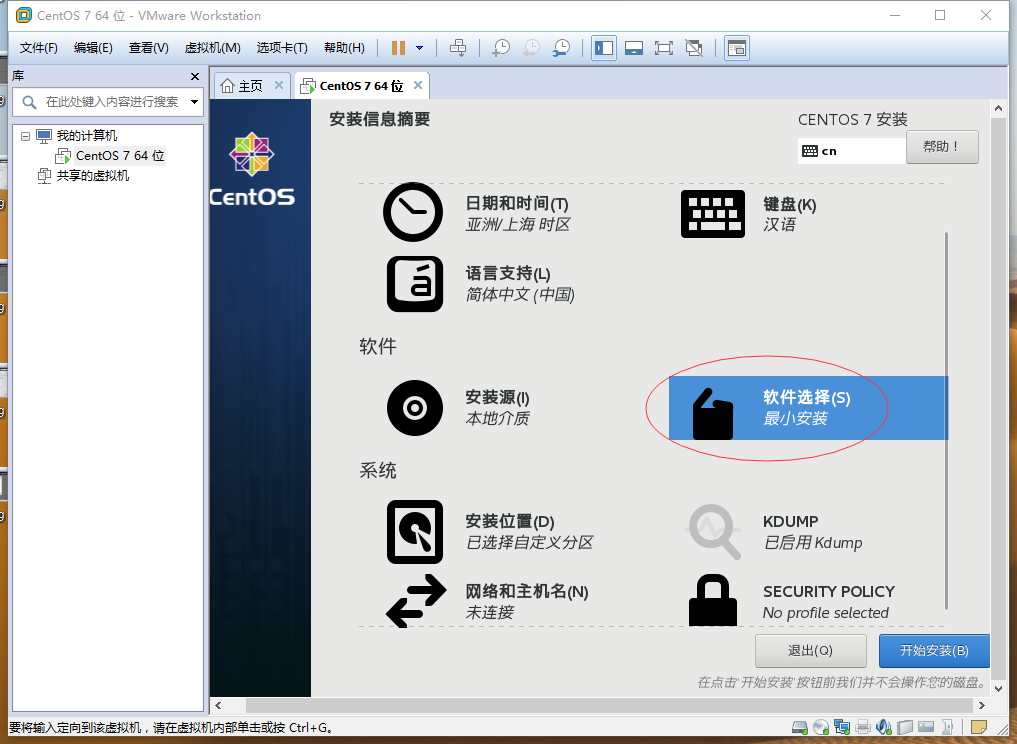 CentOS 7 64 位 - VMware Workstation
文件(F) 编辑(E) 查看(V) 虚拟机(M) 选项卡(T) 帮助(H)
库
在此处键入内容进行搜索
我的计算机
CentOS 7 64 位
共享的虚拟机
主页 CentOS 7 64 位
CentOS
安装信息摘要
CENTOS 7 安装
cn
帮助！
日期和时间(T)
亚洲/上海 时区
键盘(K)
汉语
语言支持(L)
简体中文 (中国)
软件
安装源(I)
本地介质
软件选择(S)
最小安装
系统
安装位置(D)
已选择自定义分区
KDUMP
已启用 Kdump
网络和主机名(N)
未连接
SECURITY POLICY
No profile selected
退出(Q)
开始安装(B)
在点击'开始安装'按钮前我们并不会操作您的磁盘。
要将输入定向到该虚拟机，请在虚拟机内部单击或按 Ctrl+G。